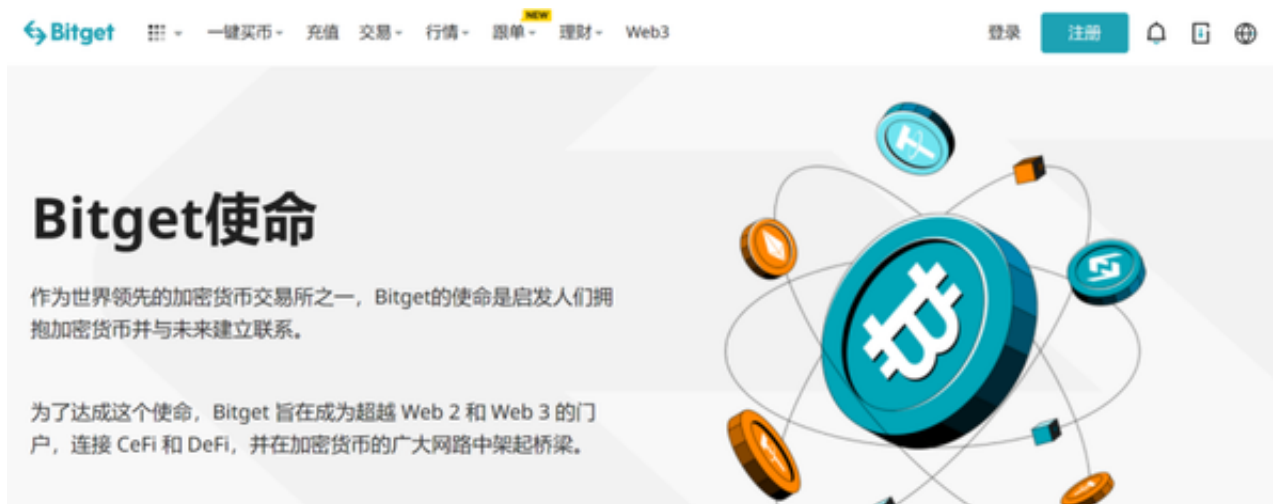 Bitget 一键买币 充值 交易 行情 跟单 NEW 理财 Web3 登录 注册
Bitget使命
作为世界领先的加密货币交易所之一，Bitget的使命是启发人们拥
抱加密货币并与未来建立联系。
为了达成这个使命，Bitget 旨在成为超越 Web 2 和 Web 3 的门
户，连接 CeFi 和 DeFi，并在加密货币的广大网路中架起桥梁。